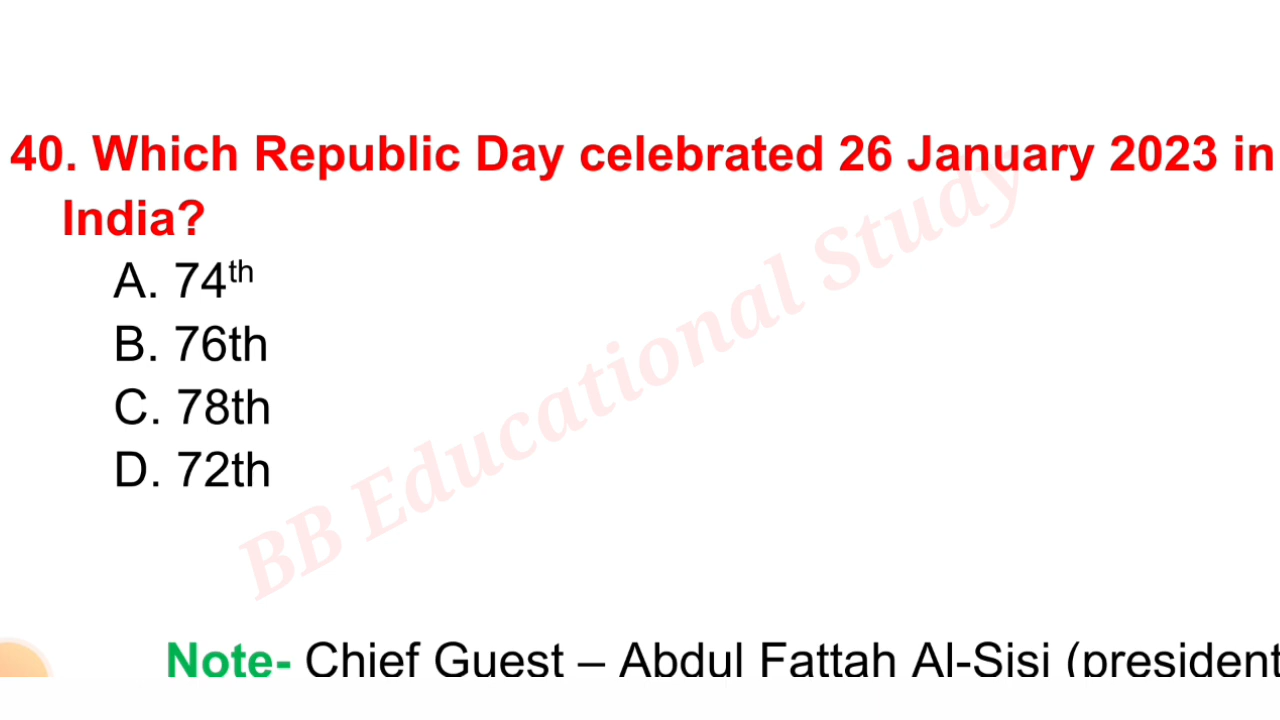 40. Which Republic Day celebrated 26 January 2023 in
India?
A. 74th
B. 76th
C. 78th
D. 72th
BB Educational Study
Note- Chief Guest – Abdul Fattah Al-Sisi (president